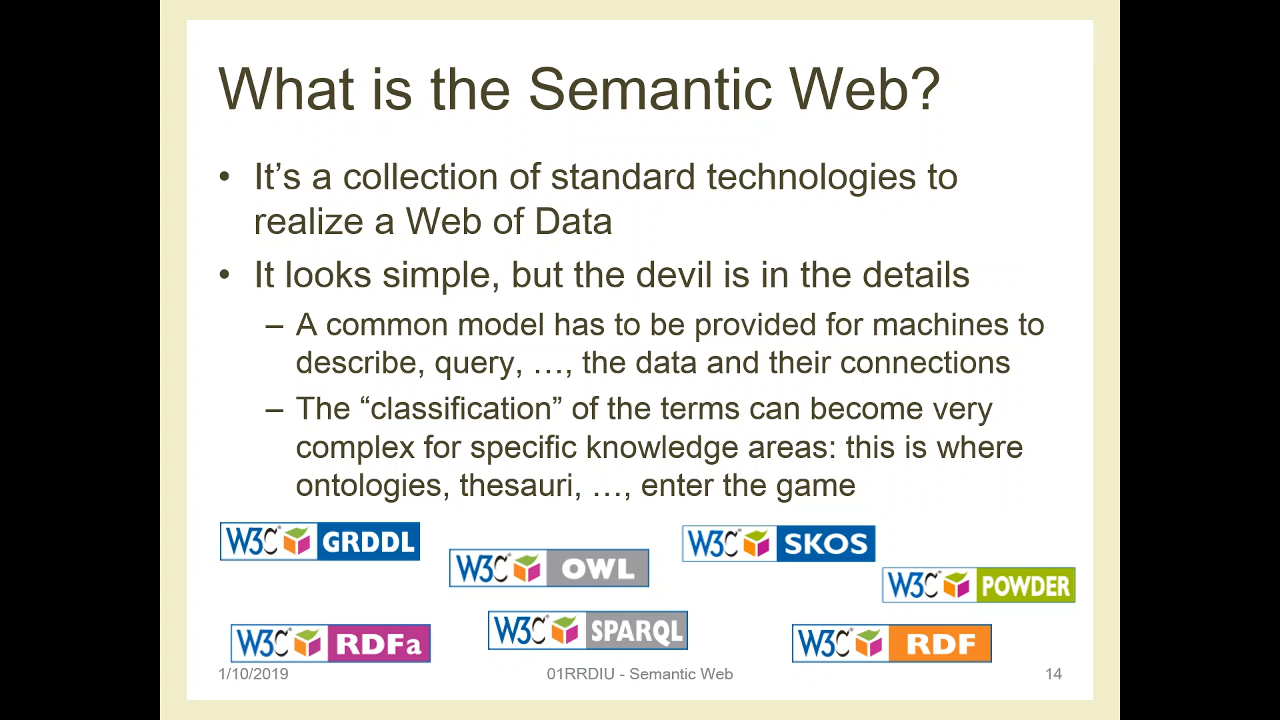 What is the Semantic Web?
• It’s a collection of standard technologies to
realize a Web of Data
• It looks simple, but the devil is in the details
– A common model has to be provided for machines to
describe, query, …, the data and their connections
– The “classification” of the terms can become very
complex for specific knowledge areas: this is where
ontologies, thesauri, …, enter the game
W3C® GRDDL
W3C® OWL
W3C® SKOS
W3C® POWDER
W3C® RDFa
W3C® SPARQL
W3C® RDF
1/10/2019
01RRDIU - Semantic Web
14